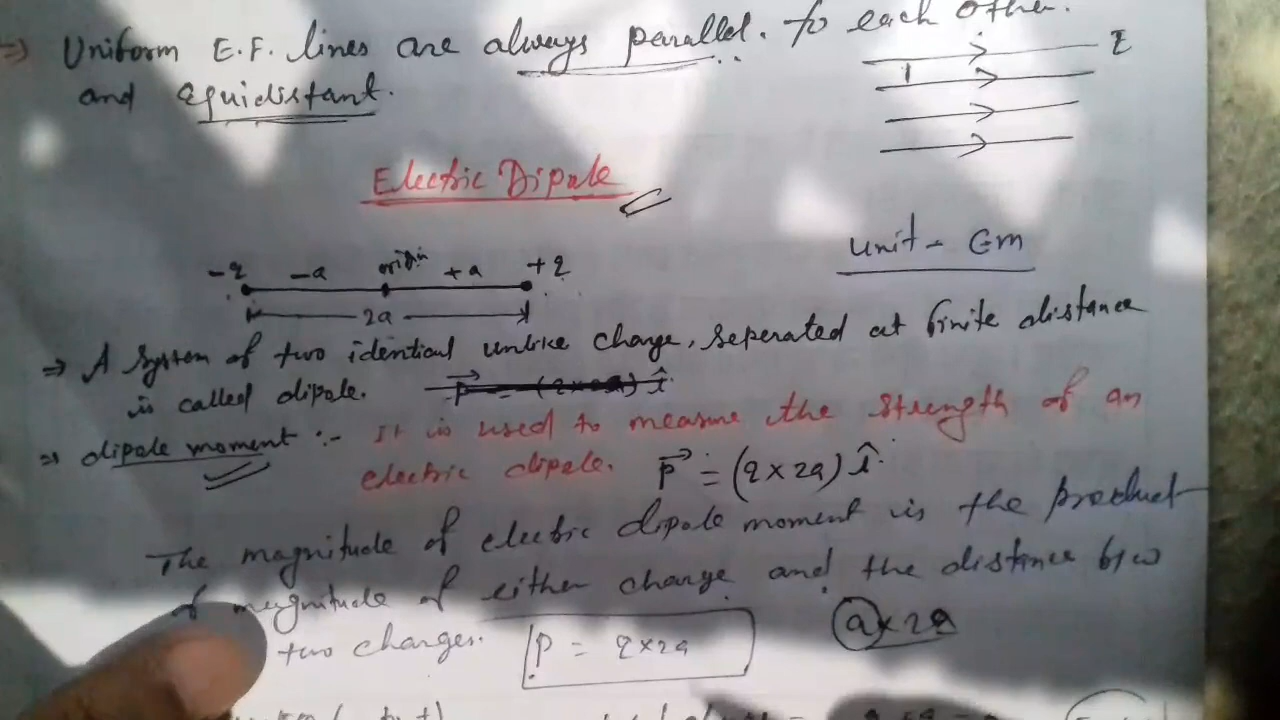 ⇒ Uniform E.F. lines are always parallel. to each other.
and equidistant.
E
Electric Dipole
Unit - Cm
-q -a origin +a +q
2a
⇒ A system of two identical unlike charge, seperated at finite distance
is called dipole.
⇒ dipole moment :- It is used to measure the strength of an
electric dipole. p⃗ = (q×2a) î
The magnitude of electric dipole moment is the product
of magnitude of either charge and the distance b/w
two charges. p = q×2a